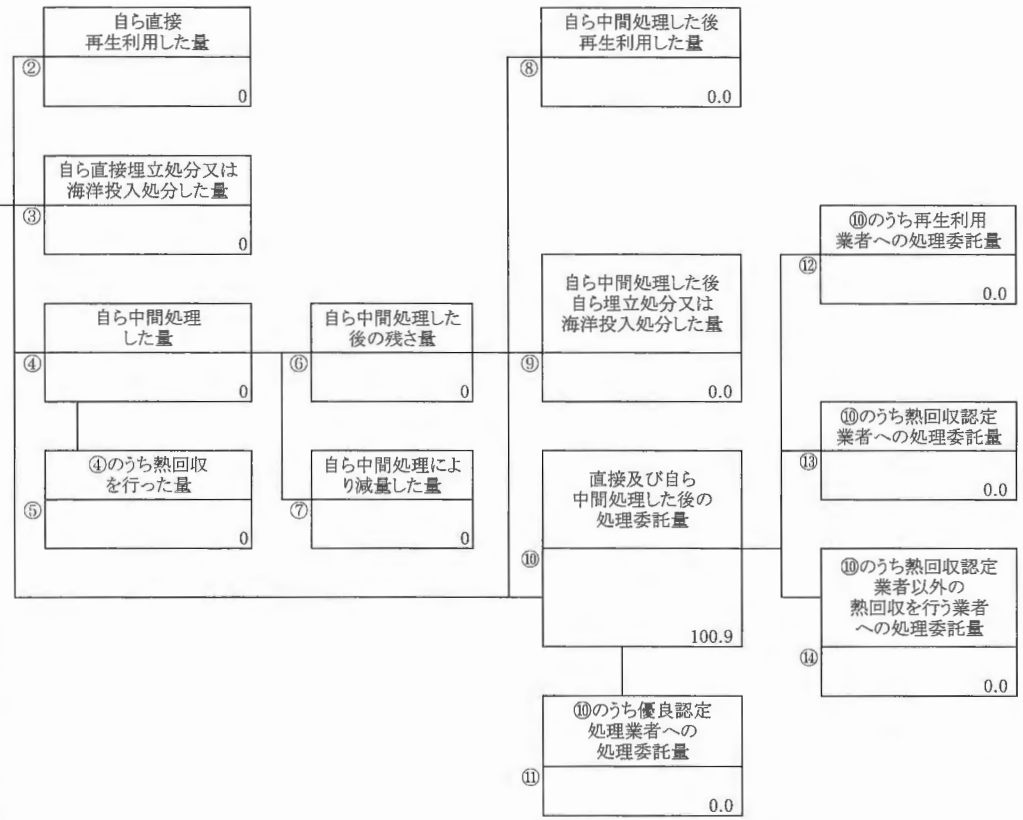 自ら直接
再生利用した量
②
0
自ら直接埋立処分又は
海洋投入処分した量
③
0
自ら中間処理
した量
④
0
④のうち熱回収
を行った量
⑤
0
自ら中間処理した
後の残さ量
⑥
0
自ら中間処理によ
り減量した量
⑦
0
自ら中間処理した後
再生利用した量
⑧
0.0
自ら中間処理した後
自ら埋立処分又は
海洋投入処分した量
⑨
0.0
直接及び自ら
中間処理した後の
処理委託量
⑩
100.9
⑩のうち優良認定
処理業者への
処理委託量
⑪
0.0
⑩のうち再生利用
業者への処理委託量
⑫
0.0
⑩のうち熱回収認定
業者への処理委託量
⑬
0.0
⑩のうち熱回収認定
業者以外の
熱回収を行う業者
への処理委託量
⑭
0.0